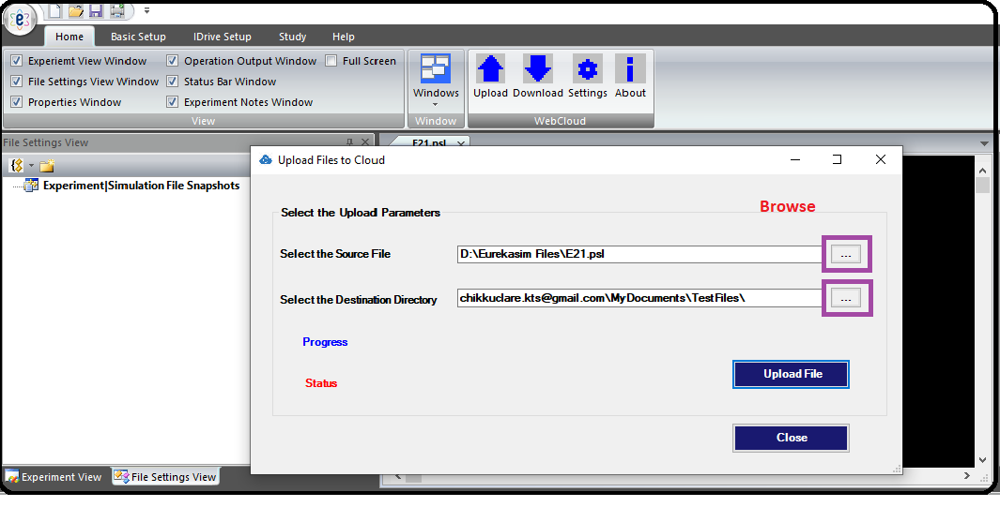 Home Basic Setup IDrive Setup Study Help
Experiemt View Window Operation Output Window Full Screen
File Settings View Window Status Bar Window
Properties Window Experiment Notes Window
View
Windows
Window
Upload Download Settings About
WebCloud
File Settings View
E21.psl
Experiment|Simulation File Snapshots
Upload Files to Cloud
Browse
Select the Upload Parameters
Select the Source File D:\Eurekasim Files\E21.psl ...
Select the Destination Directory chikkuclare.kts@gmail.com\MyDocuments\TestFiles\ ...
Progress
Upload File
Status
Close
Experiment View File Settings View